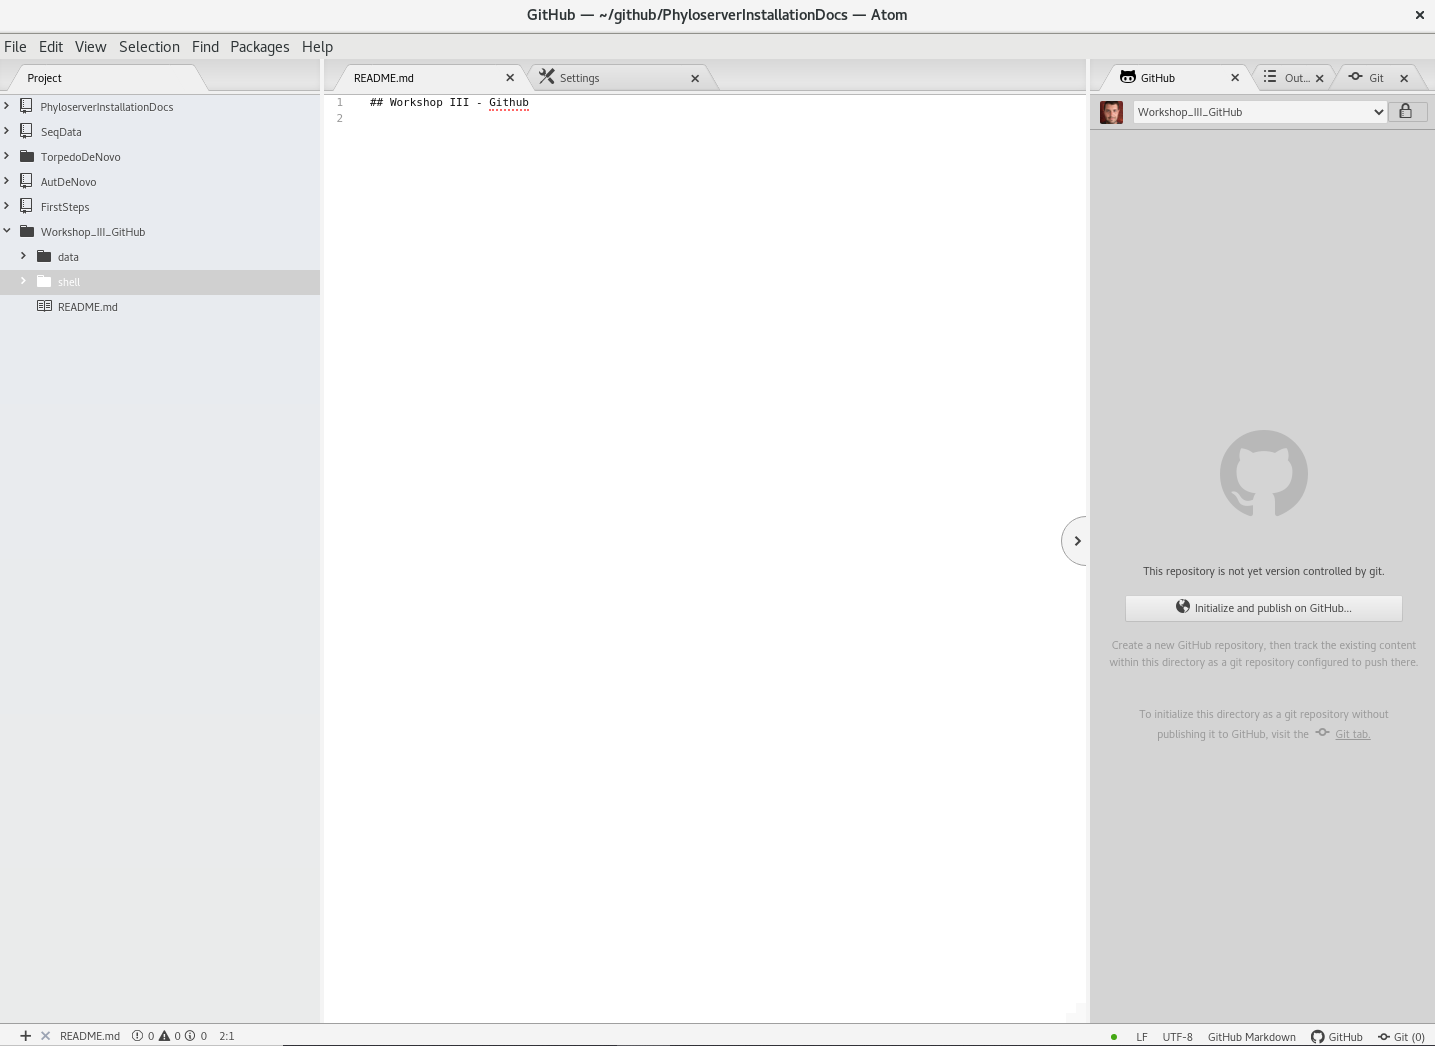 GitHub — ~/github/PhyloserverInstallationDocs — Atom
File Edit View Selection Find Packages Help
Project
PhyloserverInstallationDocs
SeqData
TorpedoDeNovo
AutDeNovo
FirstSteps
Workshop_III_GitHub
data
shell
README.md
README.md
Settings
1 ## Workshop III - Github
2
GitHub
Out...
Git
Workshop_III_GitHub
This repository is not yet version controlled by git.
Initialize and publish on GitHub...
Create a new GitHub repository, then track the existing content
within this directory as a git repository configured to push there.
To initialize this directory as a git repository without
publishing it to GitHub, visit the Git tab.
README.md 0 0 0 2:1
LF UTF-8 GitHub Markdown GitHub Git (0)